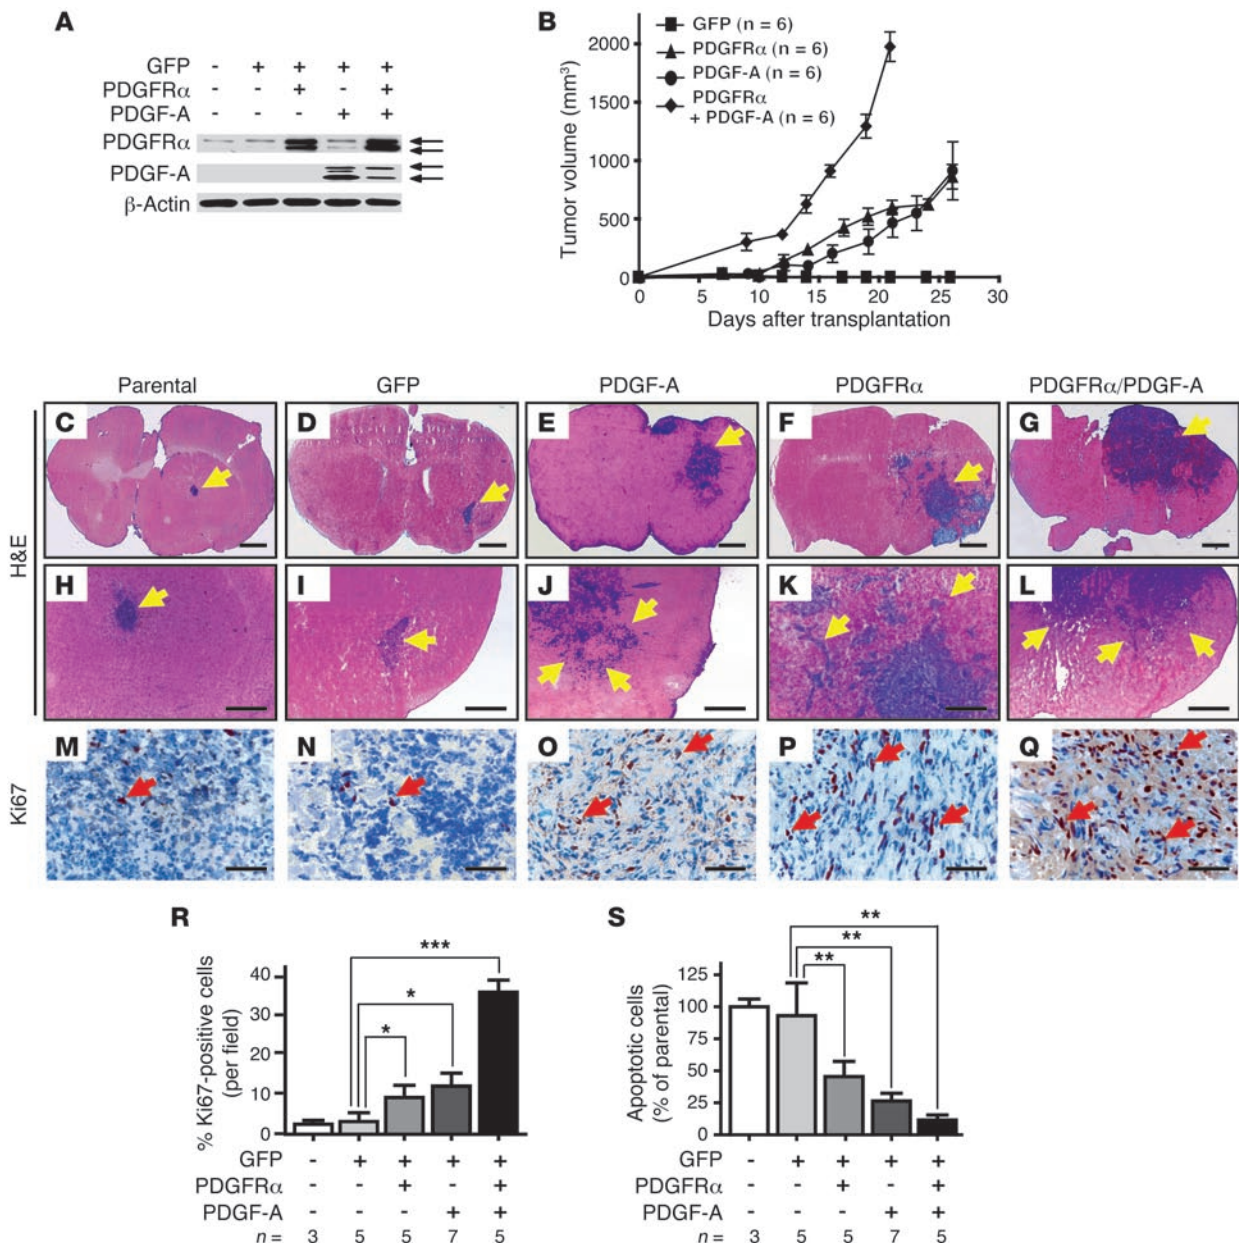 A
GFP - + + + +
PDGFRα - - + - +
PDGF-A - - - + +
PDGFRα
PDGF-A
β-Actin
B
GFP (n = 6)
PDGFRα (n = 6)
PDGF-A (n = 6)
PDGFRα
+ PDGF-A (n = 6)
Tumor volume (mm³)
2000
1500
1000
500
0
0 5 10 15 20 25 30
Days after transplantation
Parental GFP PDGF-A PDGFRα PDGFRα/PDGF-A
H&E
C D E F G
H I J K L
Ki67
M N O P Q
R
% Ki67-positive cells
(per field)
40
30
20
10
0
***
*
*
GFP - + + + +
PDGFRα - - + - +
PDGF-A - - - + +
n = 3 5 5 7 5
S
Apoptotic cells
(% of parental)
125
100
75
50
25
0
**
**
**
GFP - + + + +
PDGFRα - - + - +
PDGF-A - - - + +
n = 3 5 5 7 5